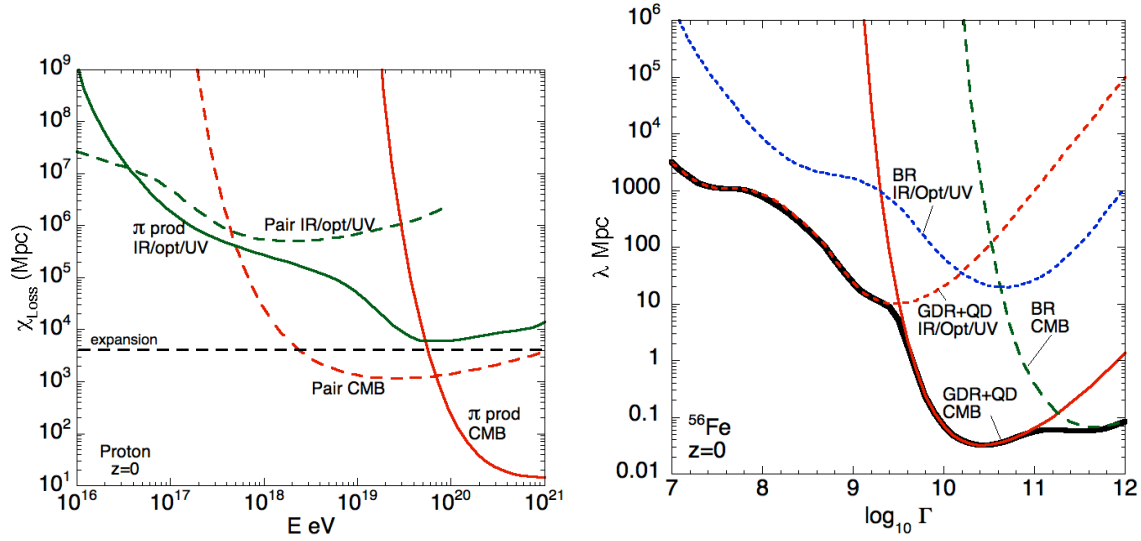 10^9
10^8
10^7
10^6
10^5
10^4
10^3
10^2
10^1
χ_Loss (Mpc)
Pair IR/opt/UV
π prod
IR/opt/UV
expansion
Pair CMB
π prod
CMB
Proton
z=0
10^16
10^17
10^18
10^19
10^20
10^21
E eV
10^6
10^5
10^4
1000
100
10
1
0.1
0.01
λ Mpc
BR
IR/Opt/UV
GDR+QD
IR/Opt/UV
BR
CMB
GDR+QD
CMB
^56Fe
z=0
7
8
9
10
11
12
log_10 Γ